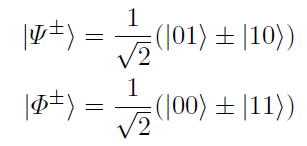 |Ψ±⟩ = 1/√2 (|01⟩ ± |10⟩)
|Φ±⟩ = 1/√2 (|00⟩ ± |11⟩)